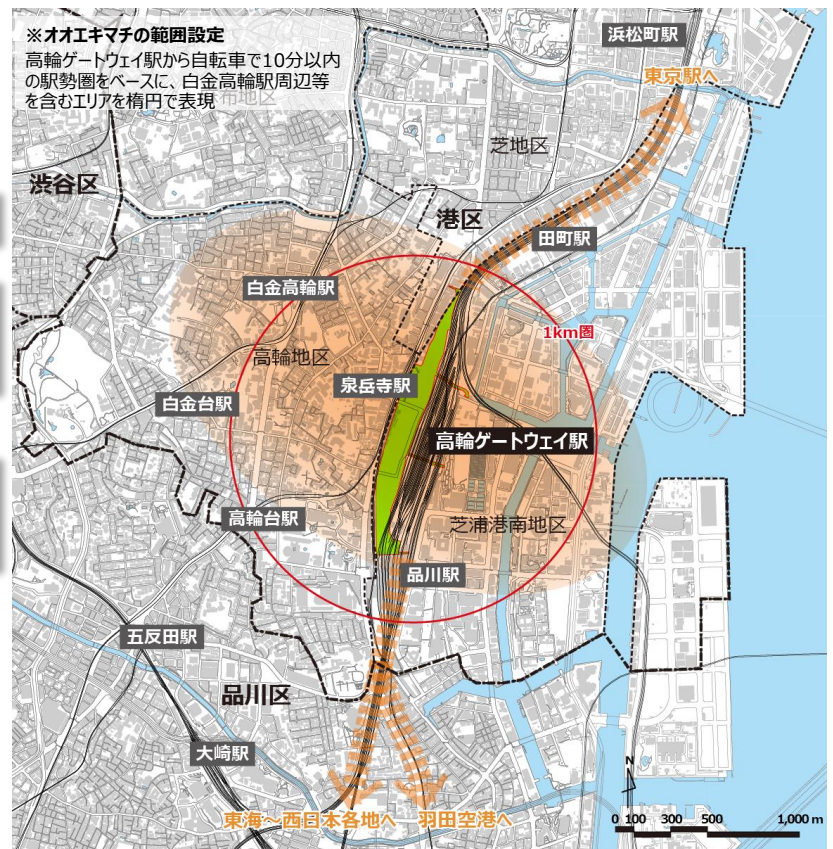 ※オオエキマチの範囲設定
高輪ゲートウェイ駅から自転車で10分以内
の駅勢圏をベースに、白金高輪駅周辺等
を含むエリアを楕円で表現
浜松町駅
東京駅へ
布地区
芝地区
渋谷区
港区
田町駅
白金高輪駅
1km圏
高輪地区
泉岳寺駅
白金台駅
高輪ゲートウェイ駅
高輪台駅
芝浦港南地区
品川駅
五反田駅
品川区
大崎駅
N
東海～西日本各地へ
羽田空港へ
0 100 300 500 1,000 m